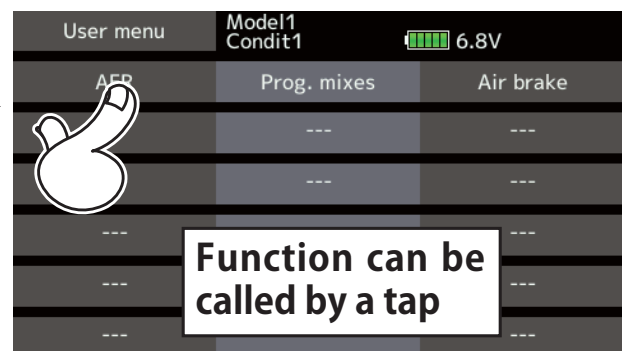 User menu
Model1
Condit1
6.8V
AFR Prog. mixes Air brake
--- ---
--- ---
--- ---
--- ---
--- ---
Function can be
called by a tap